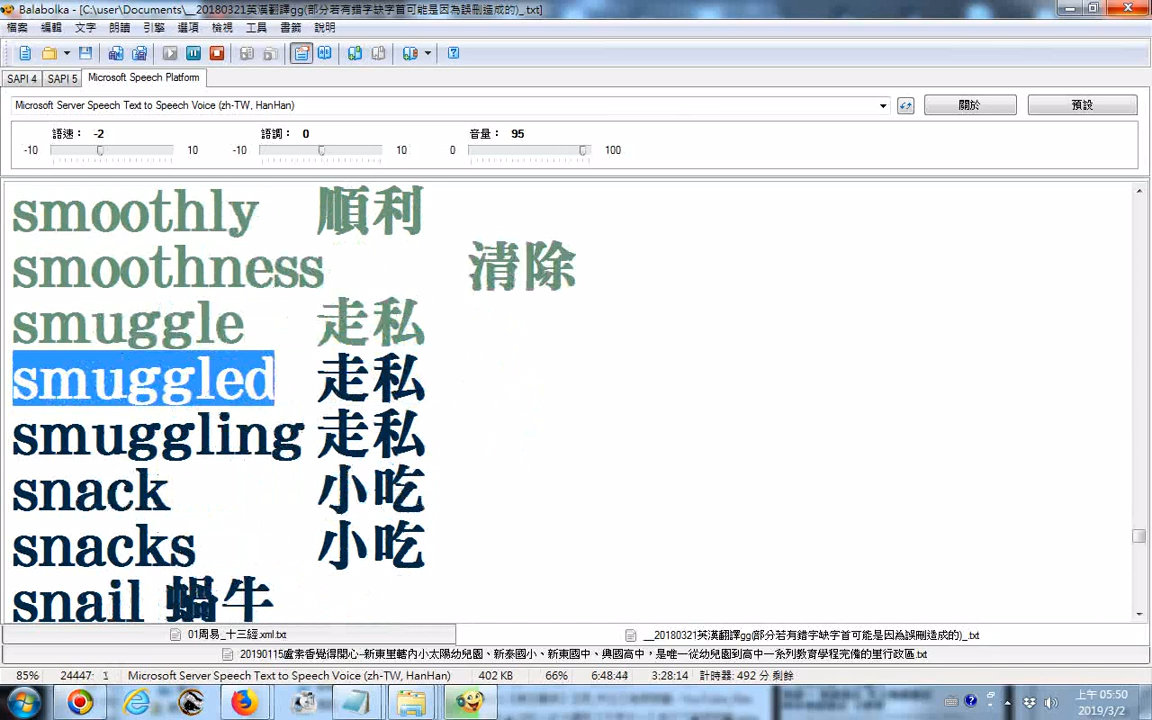 Balabolka - [C:\user\Documents\__20180321英漢翻譯gg(部分若有錯字缺字首可能是因為誤刪造成的)_.txt]
檔案 編輯 文字 朗讀 引擎 選項 檢視 工具 書籤 說明
SAPI 4 SAPI 5 Microsoft Speech Platform
Microsoft Server Speech Text to Speech Voice (zh-TW, HanHan) 關於 預設
語速： -2 語調： 0 音量： 95
-10 10 -10 10 0 100
smoothly 順利
smoothness 清除
smuggle 走私
smuggled 走私
smuggling 走私
snack 小吃
snacks 小吃
snail 蝸牛
01周易_十三經.xml.txt __20180321英漢翻譯gg(部分若有錯字缺字首可能是因為誤刪造成的)_.txt
20190115盧素香覺得開心-新東里轄內小太陽幼兒園、新泰國小、新東國中、興國高中，是唯一從幼兒園到高中一系列教育學程完備的里行政區.txt
85% 24447: 1 Microsoft Server Speech Text to Speech Voice (zh-TW, HanHan) 402 KB 66% 6:48:44 3:28:14 計時器: 492 分 剩餘
上午 05:50
2019/3/2